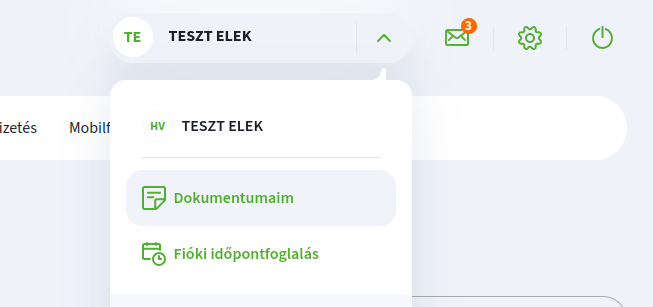 TE TESZT ELEK 3
izetés Mobilf
HV TESZT ELEK
Dokumentumaim
Fióki időpontfoglalás